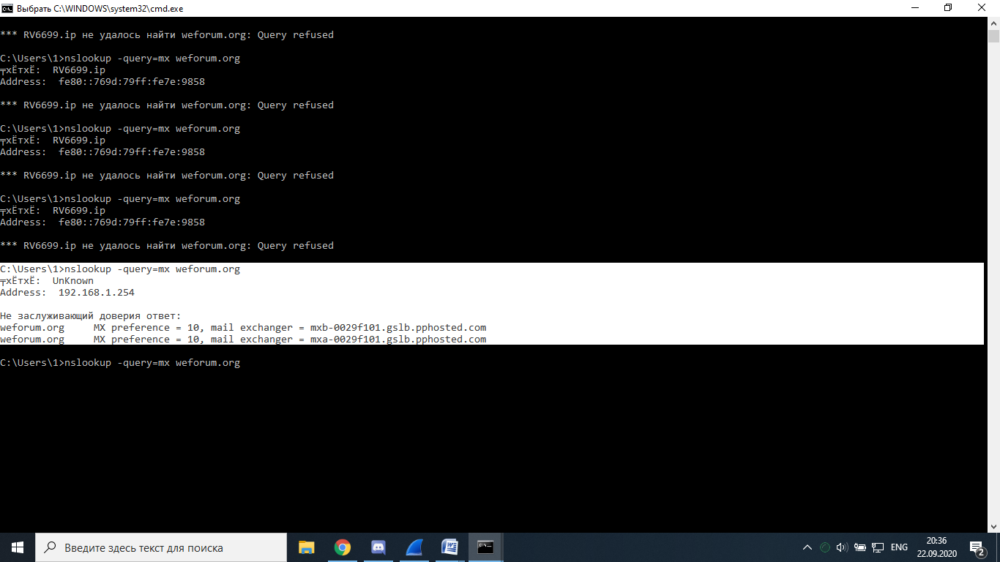 Выбрать C:\WINDOWS\system32\cmd.exe
*** RV6699.ip не удалось найти weforum.org: Query refused
C:\Users\1>nslookup -query=mx weforum.org
╤хЁтхЁ:  RV6699.ip
Address:  fe80::769d:79ff:fe7e:9858
*** RV6699.ip не удалось найти weforum.org: Query refused
C:\Users\1>nslookup -query=mx weforum.org
╤хЁтхЁ:  RV6699.ip
Address:  fe80::769d:79ff:fe7e:9858
*** RV6699.ip не удалось найти weforum.org: Query refused
C:\Users\1>nslookup -query=mx weforum.org
╤хЁтхЁ:  RV6699.ip
Address:  fe80::769d:79ff:fe7e:9858
*** RV6699.ip не удалось найти weforum.org: Query refused
C:\Users\1>nslookup -query=mx weforum.org
╤хЁтхЁ:  UnKnown
Address:  192.168.1.254
Не заслуживающий доверия ответ:
weforum.org     MX preference = 10, mail exchanger = mxb-0029f101.gslb.pphosted.com
weforum.org     MX preference = 10, mail exchanger = mxa-0029f101.gslb.pphosted.com
C:\Users\1>nslookup -query=mx weforum.org
Введите здесь текст для поиска
ENG
20:36
22.09.2020
2